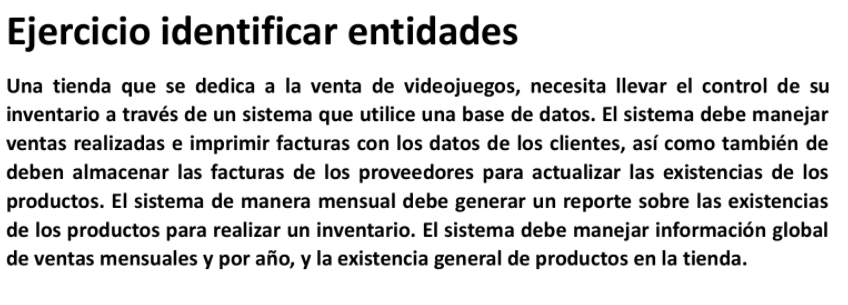 Ejercicio identificar entidades
Una tienda que se dedica a la venta de videojuegos, necesita llevar el control de su
inventario a través de un sistema que utilice una base de datos. El sistema debe manejar
ventas realizadas e imprimir facturas con los datos de los clientes, así como también de
deben almacenar las facturas de los proveedores para actualizar las existencias de los
productos. El sistema de manera mensual debe generar un reporte sobre las existencias
de los productos para realizar un inventario. El sistema debe manejar información global
de ventas mensuales y por año, y la existencia general de productos en la tienda.